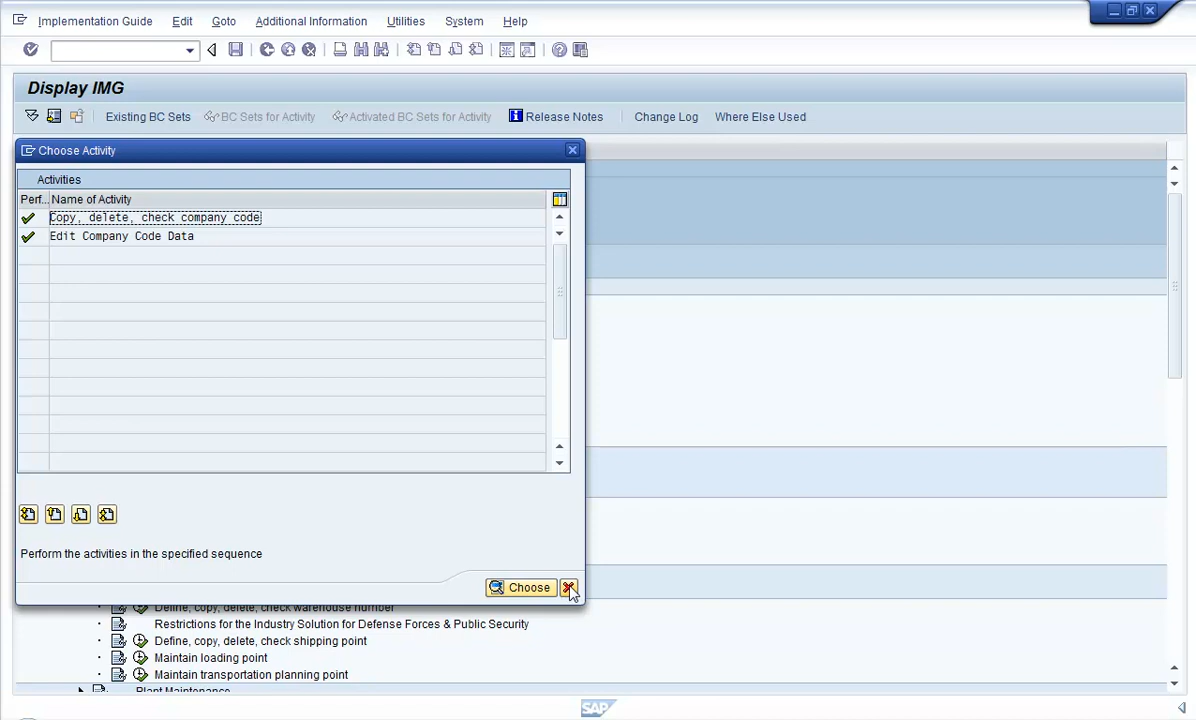 Implementation Guide Edit Goto Additional Information Utilities System Help
Display IMG
Existing BC Sets BC Sets for Activity Activated BC Sets for Activity Release Notes Change Log Where Else Used
Choose Activity
Activities
Perf... Name of Activity
Copy, delete, check company code
Edit Company Code Data
Perform the activities in the specified sequence
Choose
Define, copy, delete, check warehouse number
Restrictions for the Industry Solution for Defense Forces & Public Security
Define, copy, delete, check shipping point
Maintain loading point
Maintain transportation planning point
Plant Maintenance
SAP